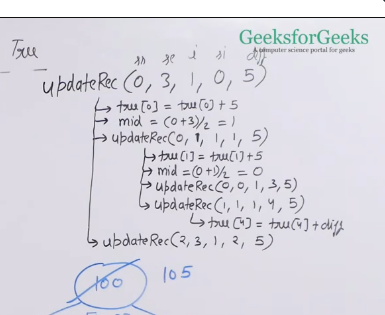 GeeksforGeeks
A computer science portal for geeks
ss se i si diff
True
updateRec(0, 3, 1, 0, 5)
↳ tree[0] = tree[0] + 5
↳ mid = (0+3)/2 = 1
↳ updateRec(0, 1, 1, 1, 5)
↳ tree[1] = tree[1] + 5
↳ mid = (0+1)/2 = 0
↳ updateRec(0, 0, 1, 3, 5)
↳ updateRec(1, 1, 1, 4, 5)
↳ tree[4] = tree[4] + diff
↳ updateRec(2, 3, 1, 2, 5)
100 105